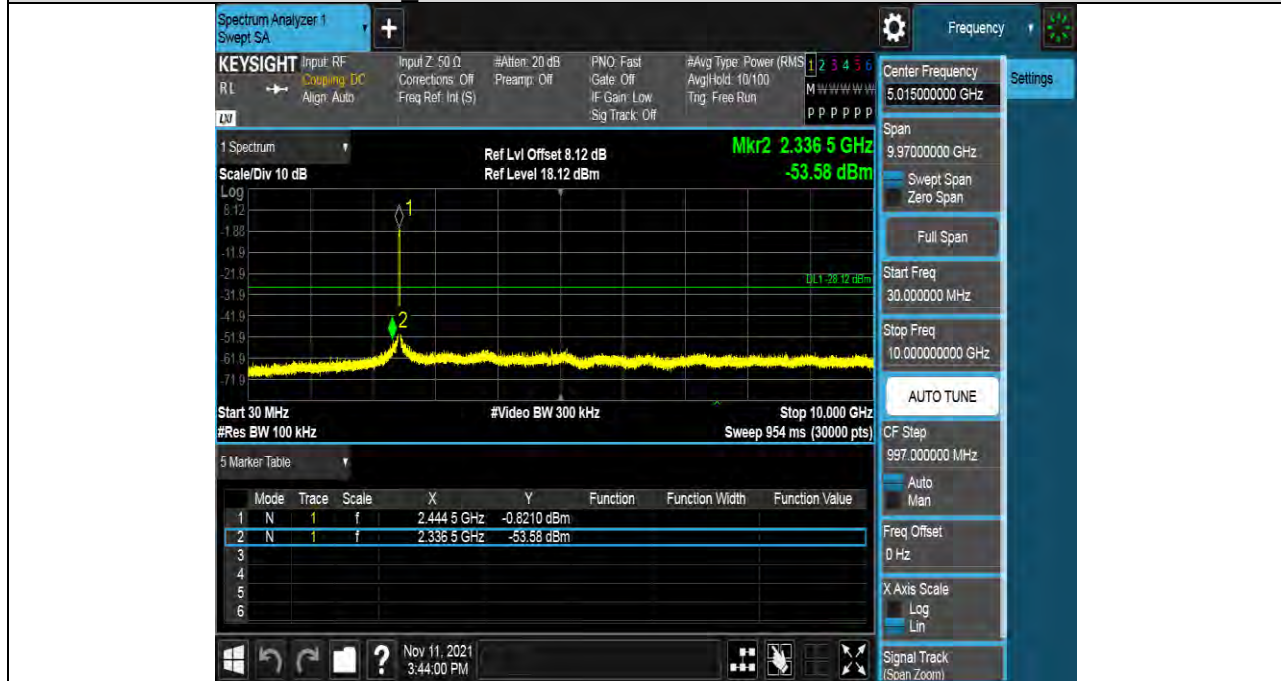 Spectrum Analyzer 1
Swept SA
+
Frequency
KEYSIGHT
RL
LXI
Input: RF
Coupling: DC
Align: Auto
Input Z: 50 Ω
Corrections: Off
Freq Ref: Int (S)
#Atten: 20 dB
Preamp: Off
PNO: Fast
Gate: Off
IF Gain: Low
Sig Track: Off
#Avg Type: Power (RMS
Avg|Hold: 10/100
Trig: Free Run
1 2 3 4 5 6
M W W W W W
P P P P P P
1 Spectrum
Scale/Div 10 dB
Ref Lvl Offset 8.12 dB
Ref Level 18.12 dBm
Mkr2 2.336 5 GHz
-53.58 dBm
Log
8.12
-1.88
-11.9
-21.9
-31.9
-41.9
-51.9
-61.9
-71.9
1
2
DL1 -28.12 dBm
Start 30 MHz
#Res BW 100 kHz
#Video BW 300 kHz
Stop 10.000 GHz
Sweep 954 ms (30000 pts)
5 Marker Table
Mode Trace Scale X Y Function Function Width Function Value
1 N 1 f 2.444 5 GHz -0.8210 dBm
2 N 1 f 2.336 5 GHz -53.58 dBm
3
4
5
6
?
Nov 11, 2021
3:44:00 PM
Center Frequency
5.015000000 GHz
Settings
Span
9.97000000 GHz
Swept Span
Zero Span
Full Span
Start Freq
30.000000 MHz
Stop Freq
10.000000000 GHz
AUTO TUNE
CF Step
997.000000 MHz
Auto
Man
Freq Offset
0 Hz
X Axis Scale
Log
Lin
Signal Track
(Span Zoom)